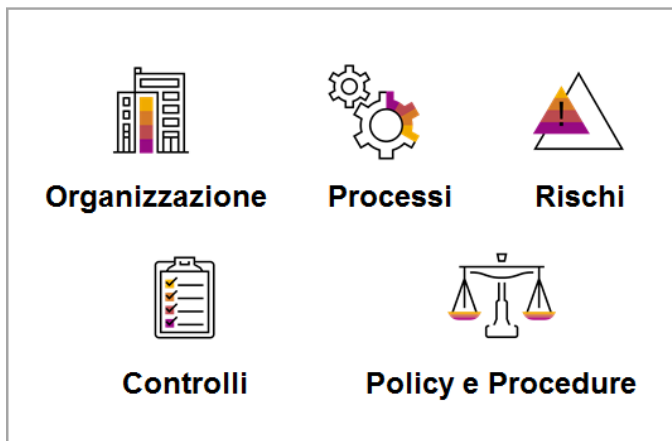 Organizzazione
Processi
Rischi
Controlli
Policy e Procedure